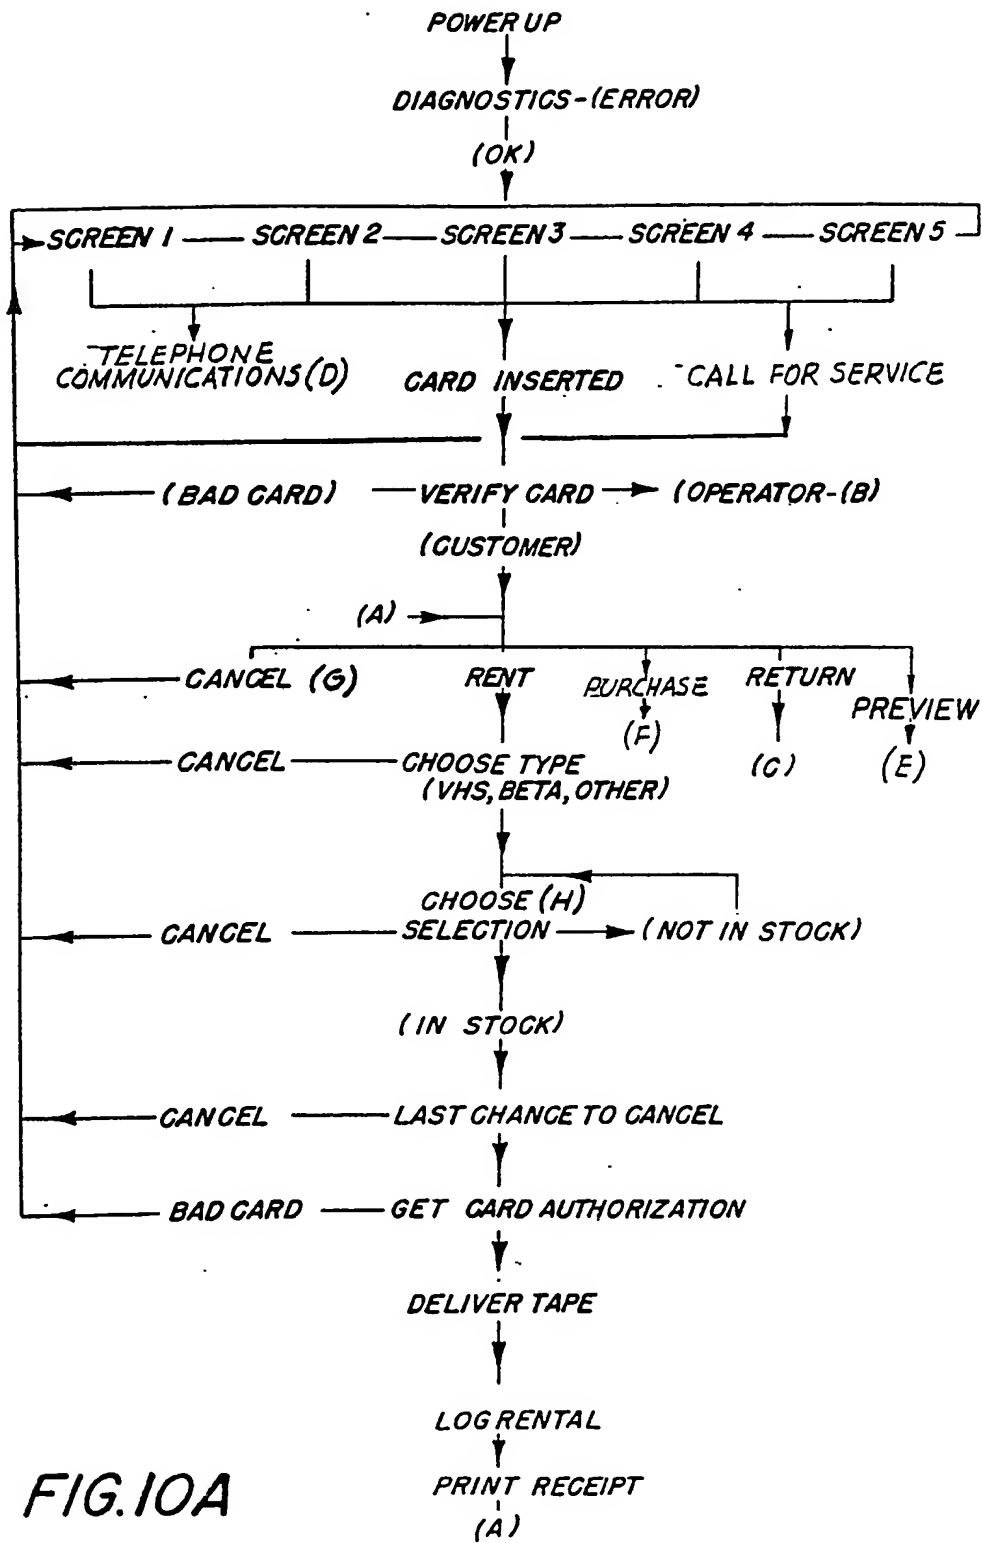 POWER UP
DIAGNOSTICS-(ERROR)
(OK)
SCREEN 1 SCREEN 2 SCREEN 3 SCREEN 4 SCREEN 5
TELEPHONE
COMMUNICATIONS(D)
CARD INSERTED
CALL FOR SERVICE
(BAD CARD) VERIFY CARD (OPERATOR-(B)
(CUSTOMER)
(A)
CANCEL (G) RENT PURCHASE RETURN
PREVIEW
(F)
(C) (E)
CANCEL CHOOSE TYPE
(VHS, BETA, OTHER)
CHOOSE (H)
CANCEL SELECTION (NOT IN STOCK)
(IN STOCK)
CANCEL LAST CHANCE TO CANCEL
BAD CARD GET CARD AUTHORIZATION
DELIVER TAPE
LOG RENTAL
PRINT RECEIPT
(A)
FIG.10A